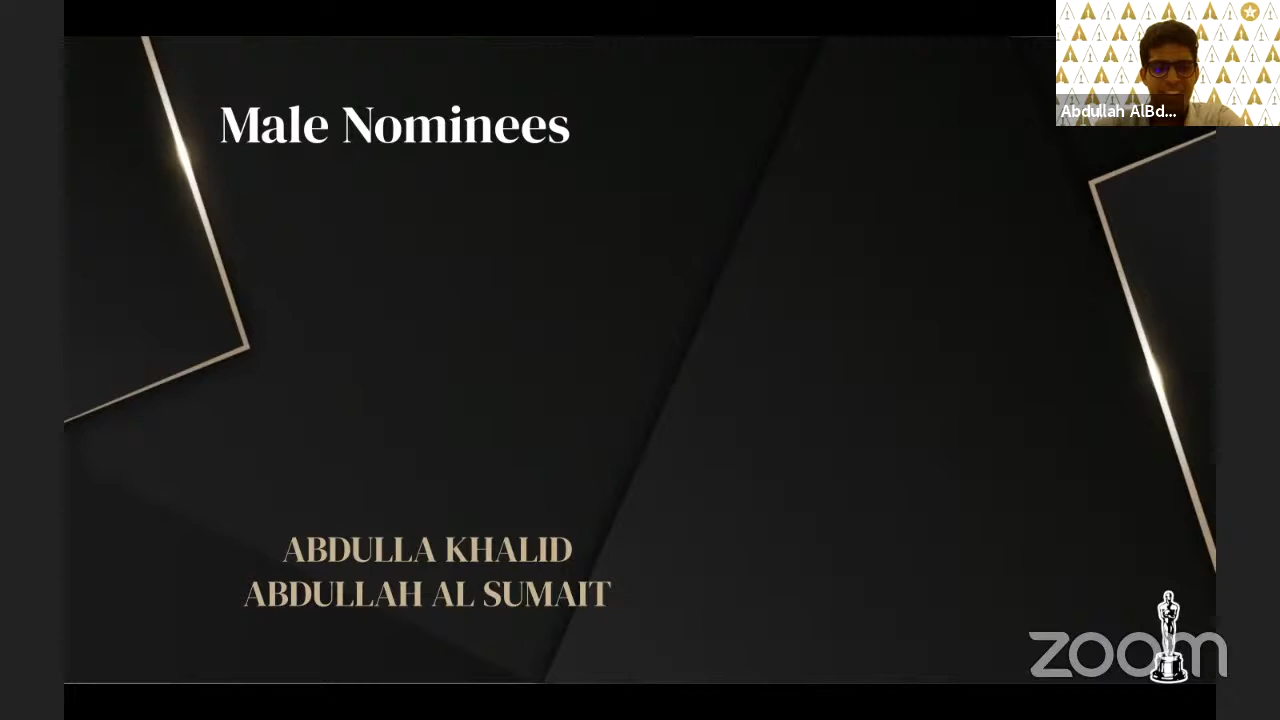 Male Nominees
Abdullah AlBd...
ABDULLA KHALID
ABDULLAH AL SUMAIT
zoom